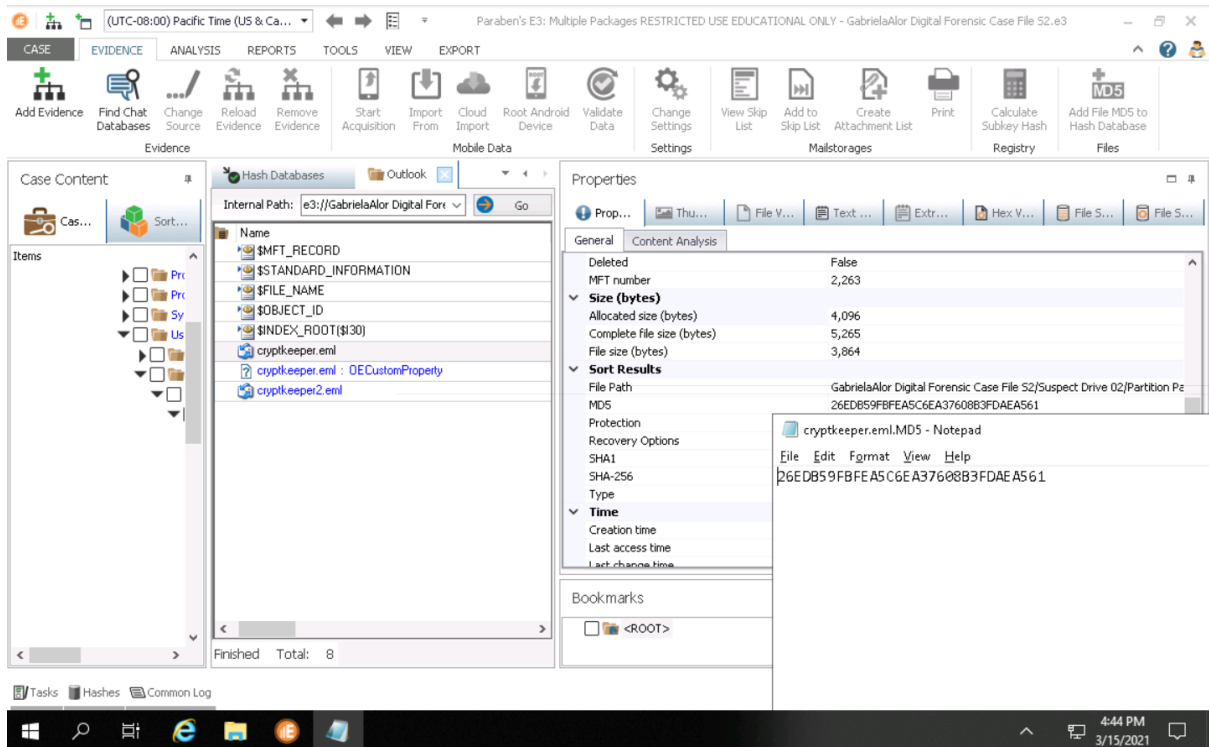 (UTC-08:00) Pacific Time (US & Ca...
Paraben's E3: Multiple Packages RESTRICTED USE EDUCATIONAL ONLY - GabrielaAlor Digital Forensic Case File S2.e3
CASE EVIDENCE ANALYSIS REPORTS TOOLS VIEW EXPORT
Add Evidence
Find Chat Databases
Change Source
Reload Evidence
Remove Evidence
Start Acquisition
Import From
Cloud Import
Root Android Device
Validate Data
Change Settings
View Skip List
Add to Skip List
Create Attachment List
Print
Calculate Subkey Hash
MD5
Add File MD5 to Hash Database
Evidence Mobile Data Settings Mailstorages Registry Files
Case Content
Cas... Sort...
Items
Pro
Pro
Sy
Us
Hash Databases Outlook
Internal Path: e3://GabrielaAlor Digital Fore Go
Name
$MFT_RECORD
$STANDARD_INFORMATION
$FILE_NAME
$OBJECT_ID
$INDEX_ROOT($I30)
cryptkeeper.eml
cryptkeeper.eml : OECustomProperty
cryptkeeper2.eml
Finished Total: 8
Properties
Prop... Thu... File V... Text ... Extr... Hex V... File S... File S...
General Content Analysis
Deleted False
MFT number 2,263
Size (bytes)
Allocated size (bytes) 4,096
Complete file size (bytes) 5,265
File size (bytes) 3,864
Sort Results
File Path GabrielaAlor Digital Forensic Case File S2/Suspect Drive 02/Partition Pa
MD5 26EDB59FBFEA5C6EA37608B3FDAEA561
Protection
Recovery Options
SHA1
SHA-256
Type
Time
Creation time
Last access time
Last change time
Bookmarks
<ROOT>
cryptkeeper.eml.MD5 - Notepad
File Edit Format View Help
26EDB59FBFEA5C6EA37608B3FDAEA561
Tasks Hashes Common Log
4:44 PM
3/15/2021